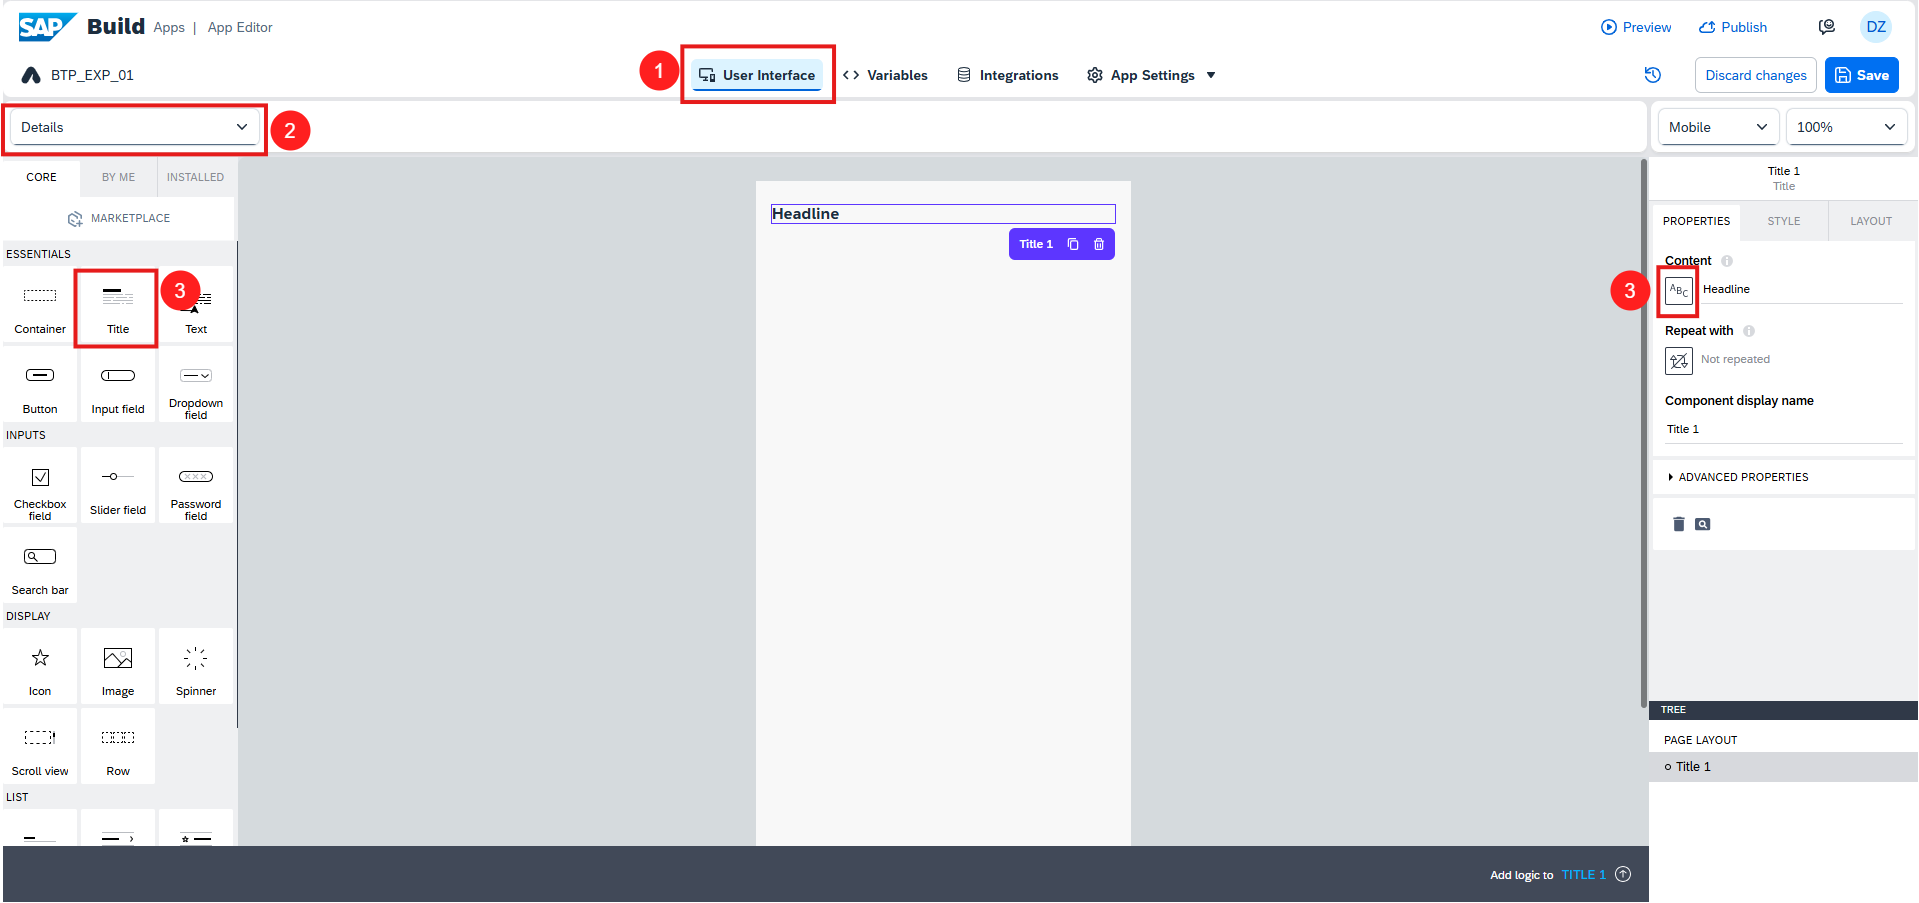 SAP Build Apps | App Editor
Preview
Publish
DZ
BTP_EXP_01
1
User Interface
Variables
Integrations
App Settings
Discard changes
Save
Details
2
Mobile
100%
CORE
BY ME
INSTALLED
MARKETPLACE
ESSENTIALS
Container
Title
3
Text
Button
Input field
Dropdown
field
INPUTS
Checkbox
field
Slider field
Password
field
Search bar
DISPLAY
Icon
Image
Spinner
Scroll view
Row
LIST
Headline
Title 1
Title 1
Title
PROPERTIES
STYLE
LAYOUT
Content
3
ABC
Headline
Repeat with
Not repeated
Component display name
Title 1
ADVANCED PROPERTIES
TREE
PAGE LAYOUT
Title 1
Add logic to TITLE 1